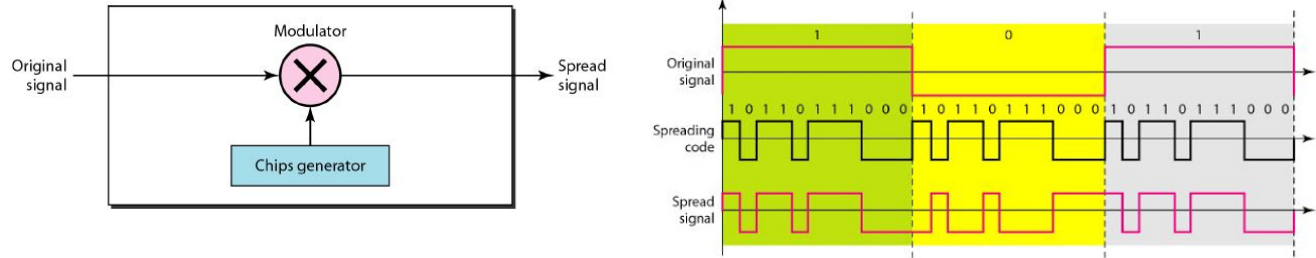 Modulator
Original
signal
Spread
signal
Chips generator
1 0 1
Original
signal
1 0 1 1 0 1 1 1 0 0 0 1 0 1 1 0 1 1 1 0 0 0 1 0 1 1 0 1 1 1 0 0 0
Spreading
code
Spread
signal